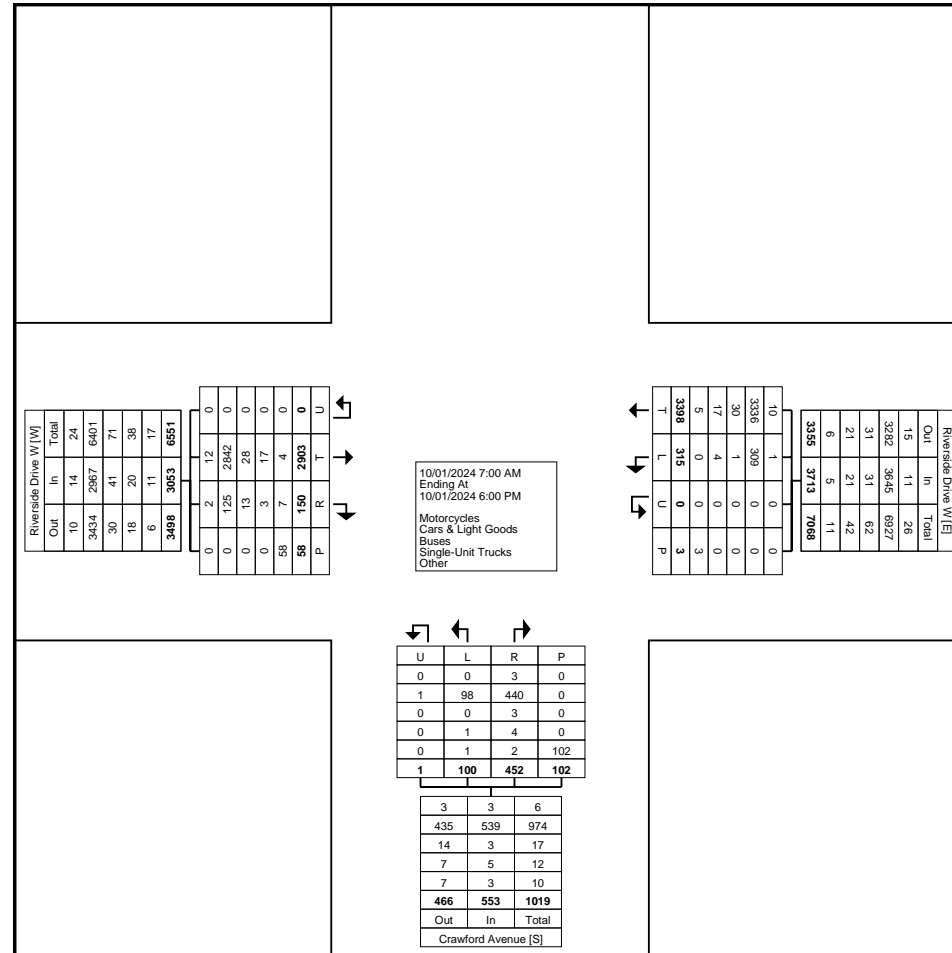 Riverside Drive W [W]
Out In Total
10 14 24
3434 2967 6401
30 41 71
18 20 38
6 11 17
3498 3053 6551
0 2 12 0
0 125 2842 0
0 13 28 0
0 3 17 0
58 7 4 0
58 150 2903 0
P R T U
10/01/2024 7:00 AM
Ending At
10/01/2024 6:00 PM
Motorcycles
Cars & Light Goods
Buses
Single-Unit Trucks
Other
Riverside Drive W [E]
Out In Total
15 11 26
3282 3645 6927
31 31 62
21 21 42
6 5 11
3355 3713 7068
10 1 0 0
3336 309 0 0
30 1 0 0
17 4 0 0
5 0 0 3
3398 315 0 3
T L U P
U L R P
0 0 3 0
1 98 440 0
0 0 3 0
0 1 4 0
0 1 2 102
1 100 452 102
3 3 6
435 539 974
14 3 17
7 5 12
7 3 10
466 553 1019
Out In Total
Crawford Avenue [S]